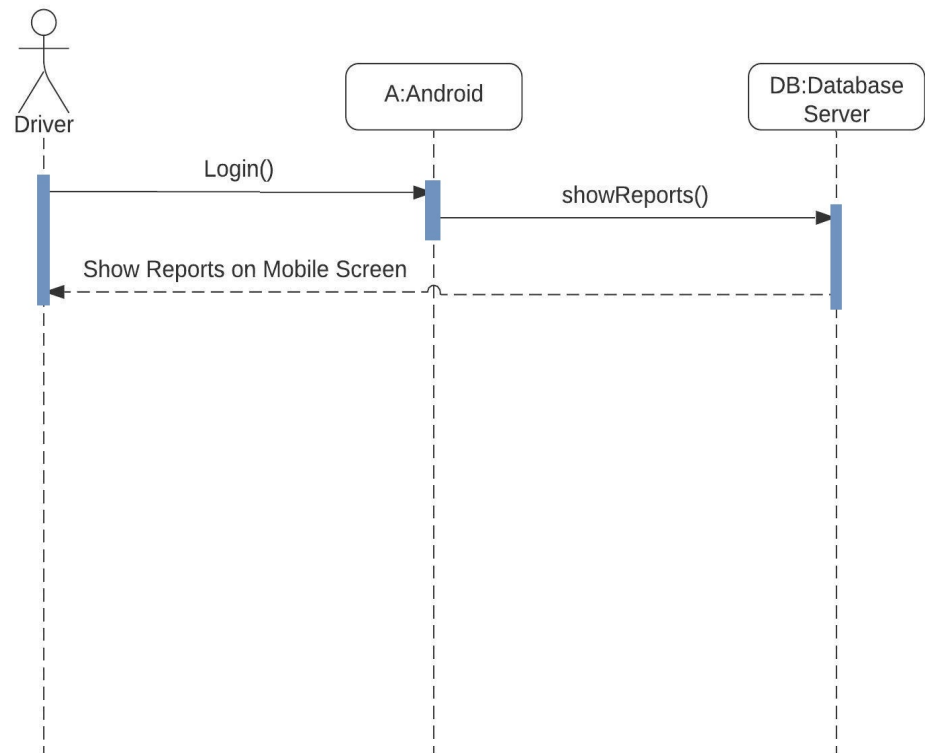 Driver
A:Android
DB:Database
Server
Login()
showReports()
Show Reports on Mobile Screen